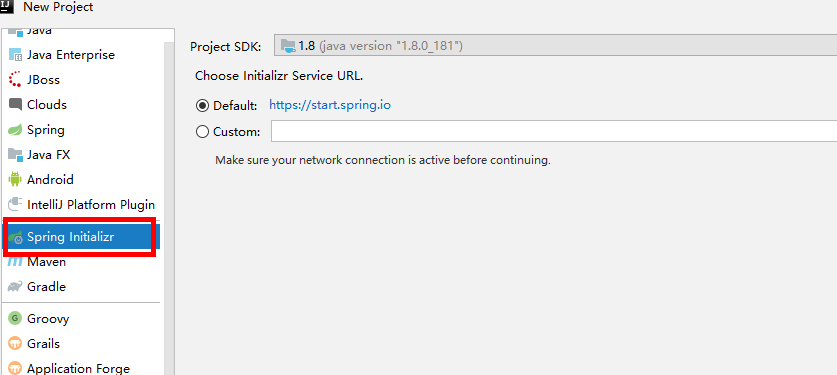 IJ New Project
Java
Java Enterprise
JBoss
Clouds
Spring
Java FX
Android
IntelliJ Platform Plugin
Spring Initializr
Maven
Gradle
G Groovy
Grails
Application Forge
Project SDK: 1.8 (java version "1.8.0_181")
Choose Initializr Service URL.
Default: https://start.spring.io
Custom:
Make sure your network connection is active before continuing.